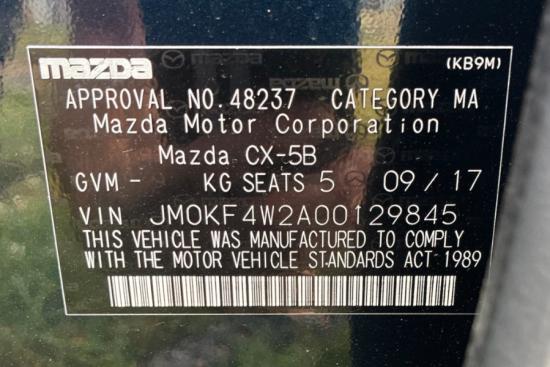 mazda (KB9M)
APPROVAL NO. 48237 CATEGORY MA
Mazda Motor Corporation
Mazda CX-5B
GVM - KG SEATS 5 09/17
VIN JM0KF4W2A00129845
THIS VEHICLE WAS MANUFACTURED TO COMPLY
WITH THE MOTOR VEHICLE STANDARDS ACT 1989